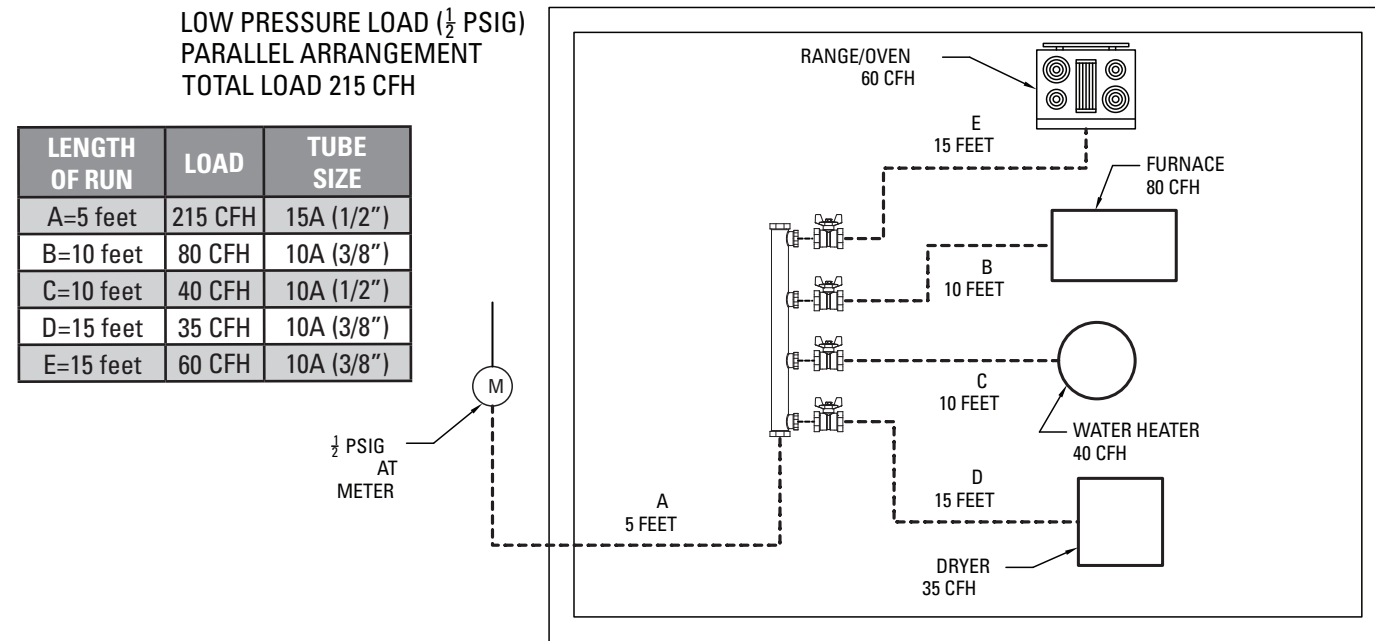 LOW PRESSURE LOAD (½ PSIG)
PARALLEL ARRANGEMENT
TOTAL LOAD 215 CFH
LENGTH OF RUN LOAD TUBE SIZE
A=5 feet 215 CFH 15A (1/2”)
B=10 feet 80 CFH 10A (3/8”)
C=10 feet 40 CFH 10A (1/2”)
D=15 feet 35 CFH 10A (3/8”)
E=15 feet 60 CFH 10A (3/8”)
M
½ PSIG
AT
METER
A
5 FEET
RANGE/OVEN
60 CFH
E
15 FEET
FURNACE
80 CFH
B
10 FEET
C
10 FEET
WATER HEATER
40 CFH
D
15 FEET
DRYER
35 CFH